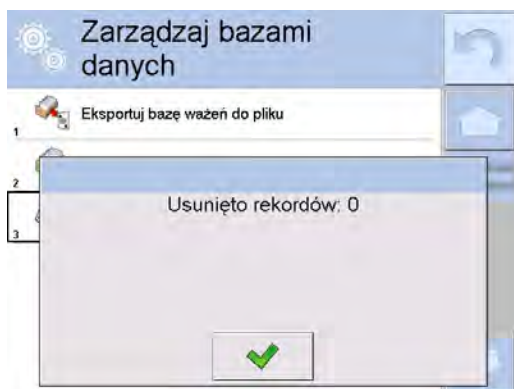 Zarządzaj bazami
danych
Eksportuj bazę ważeń do pliku
1
2
Usunięto rekordów: 0
3